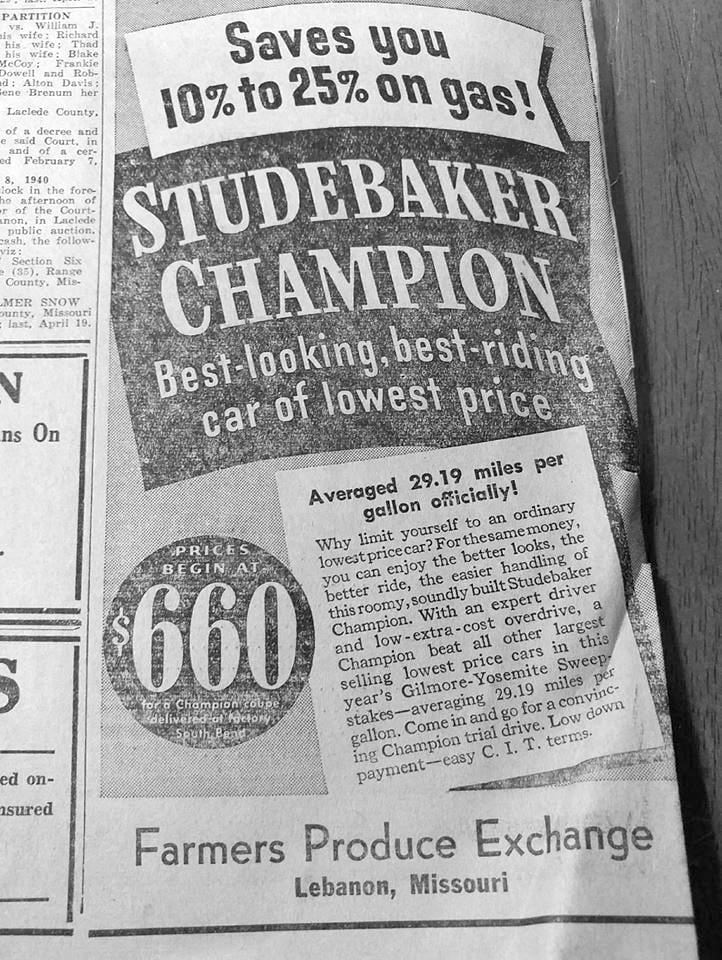 PARTITION
vs. William J.
his wife; Richard
his wife; Thad
his wife; Blake
McCoy; Frankie
Dowell and Rob-
Alton Davis;
Gene Brenum her
Laclede County,
of a decree and
said Court, in
and of a cer-
February 7,
8, 1940
in the fore-
afternoon of
of the Court-
in Laclede
public auction,
cash, the follow-
viz:
Section Six
(35), Range
County, Mis-
SNOW
Missouri
last, April 19.
N
ns On
S
ed on-
nsured
Saves you
10% to 25% on gas!
STUDEBAKER
CHAMPION
Best-looking, best-riding
car of lowest price
Averaged 29.19 miles per
gallon officially!
Why limit yourself to an ordinary
lowest price car? For the same money,
you can enjoy the better looks, the
better ride, the easier handling of
this roomy, soundly built Studebaker
Champion. With an expert driver
and low-extra-cost overdrive, a
Champion beat all other largest
selling lowest price cars in this
year's Gilmore-Yosemite Sweep-
stakes—averaging 29.19 miles per
gallon. Come in and go for a convinc-
ing Champion trial drive. Low down
payment—easy C. I. T. terms.
PRICES
BEGIN AT
$660
for a Champion coupe
delivered at factory
South Bend
Farmers Produce Exchange
Lebanon, Missouri